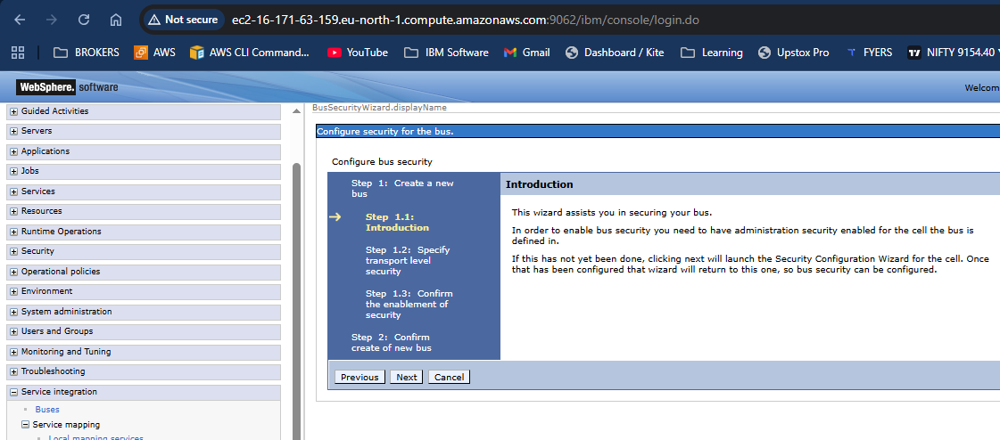 Not secure
ec2-16-171-63-159.eu-north-1.compute.amazonaws.com:9062/ibm/console/login.do
BROKERS AWS AWS CLI Command... YouTube IBM Software Gmail Dashboard / Kite Learning Upstox Pro FYERS NIFTY 9154.40
WebSphere. software
Welcom
Guided Activities
Servers
Applications
Jobs
Services
Resources
Runtime Operations
Security
Operational policies
Environment
System administration
Users and Groups
Monitoring and Tuning
Troubleshooting
Service integration
Buses
Service mapping
Local mapping services
BusSecurityWizard.displayName
Configure security for the bus.
Configure bus security
Step 1: Create a new
bus
Step 1.1:
Introduction
Step 1.2: Specify
transport level
security
Step 1.3: Confirm
the enablement of
security
Step 2: Confirm
create of new bus
Introduction
This wizard assists you in securing your bus.
In order to enable bus security you need to have administration security enabled for the cell the bus is
defined in.
If this has not yet been done, clicking next will launch the Security Configuration Wizard for the cell. Once
that has been configured that wizard will return to this one, so bus security can be configured.
Previous Next Cancel